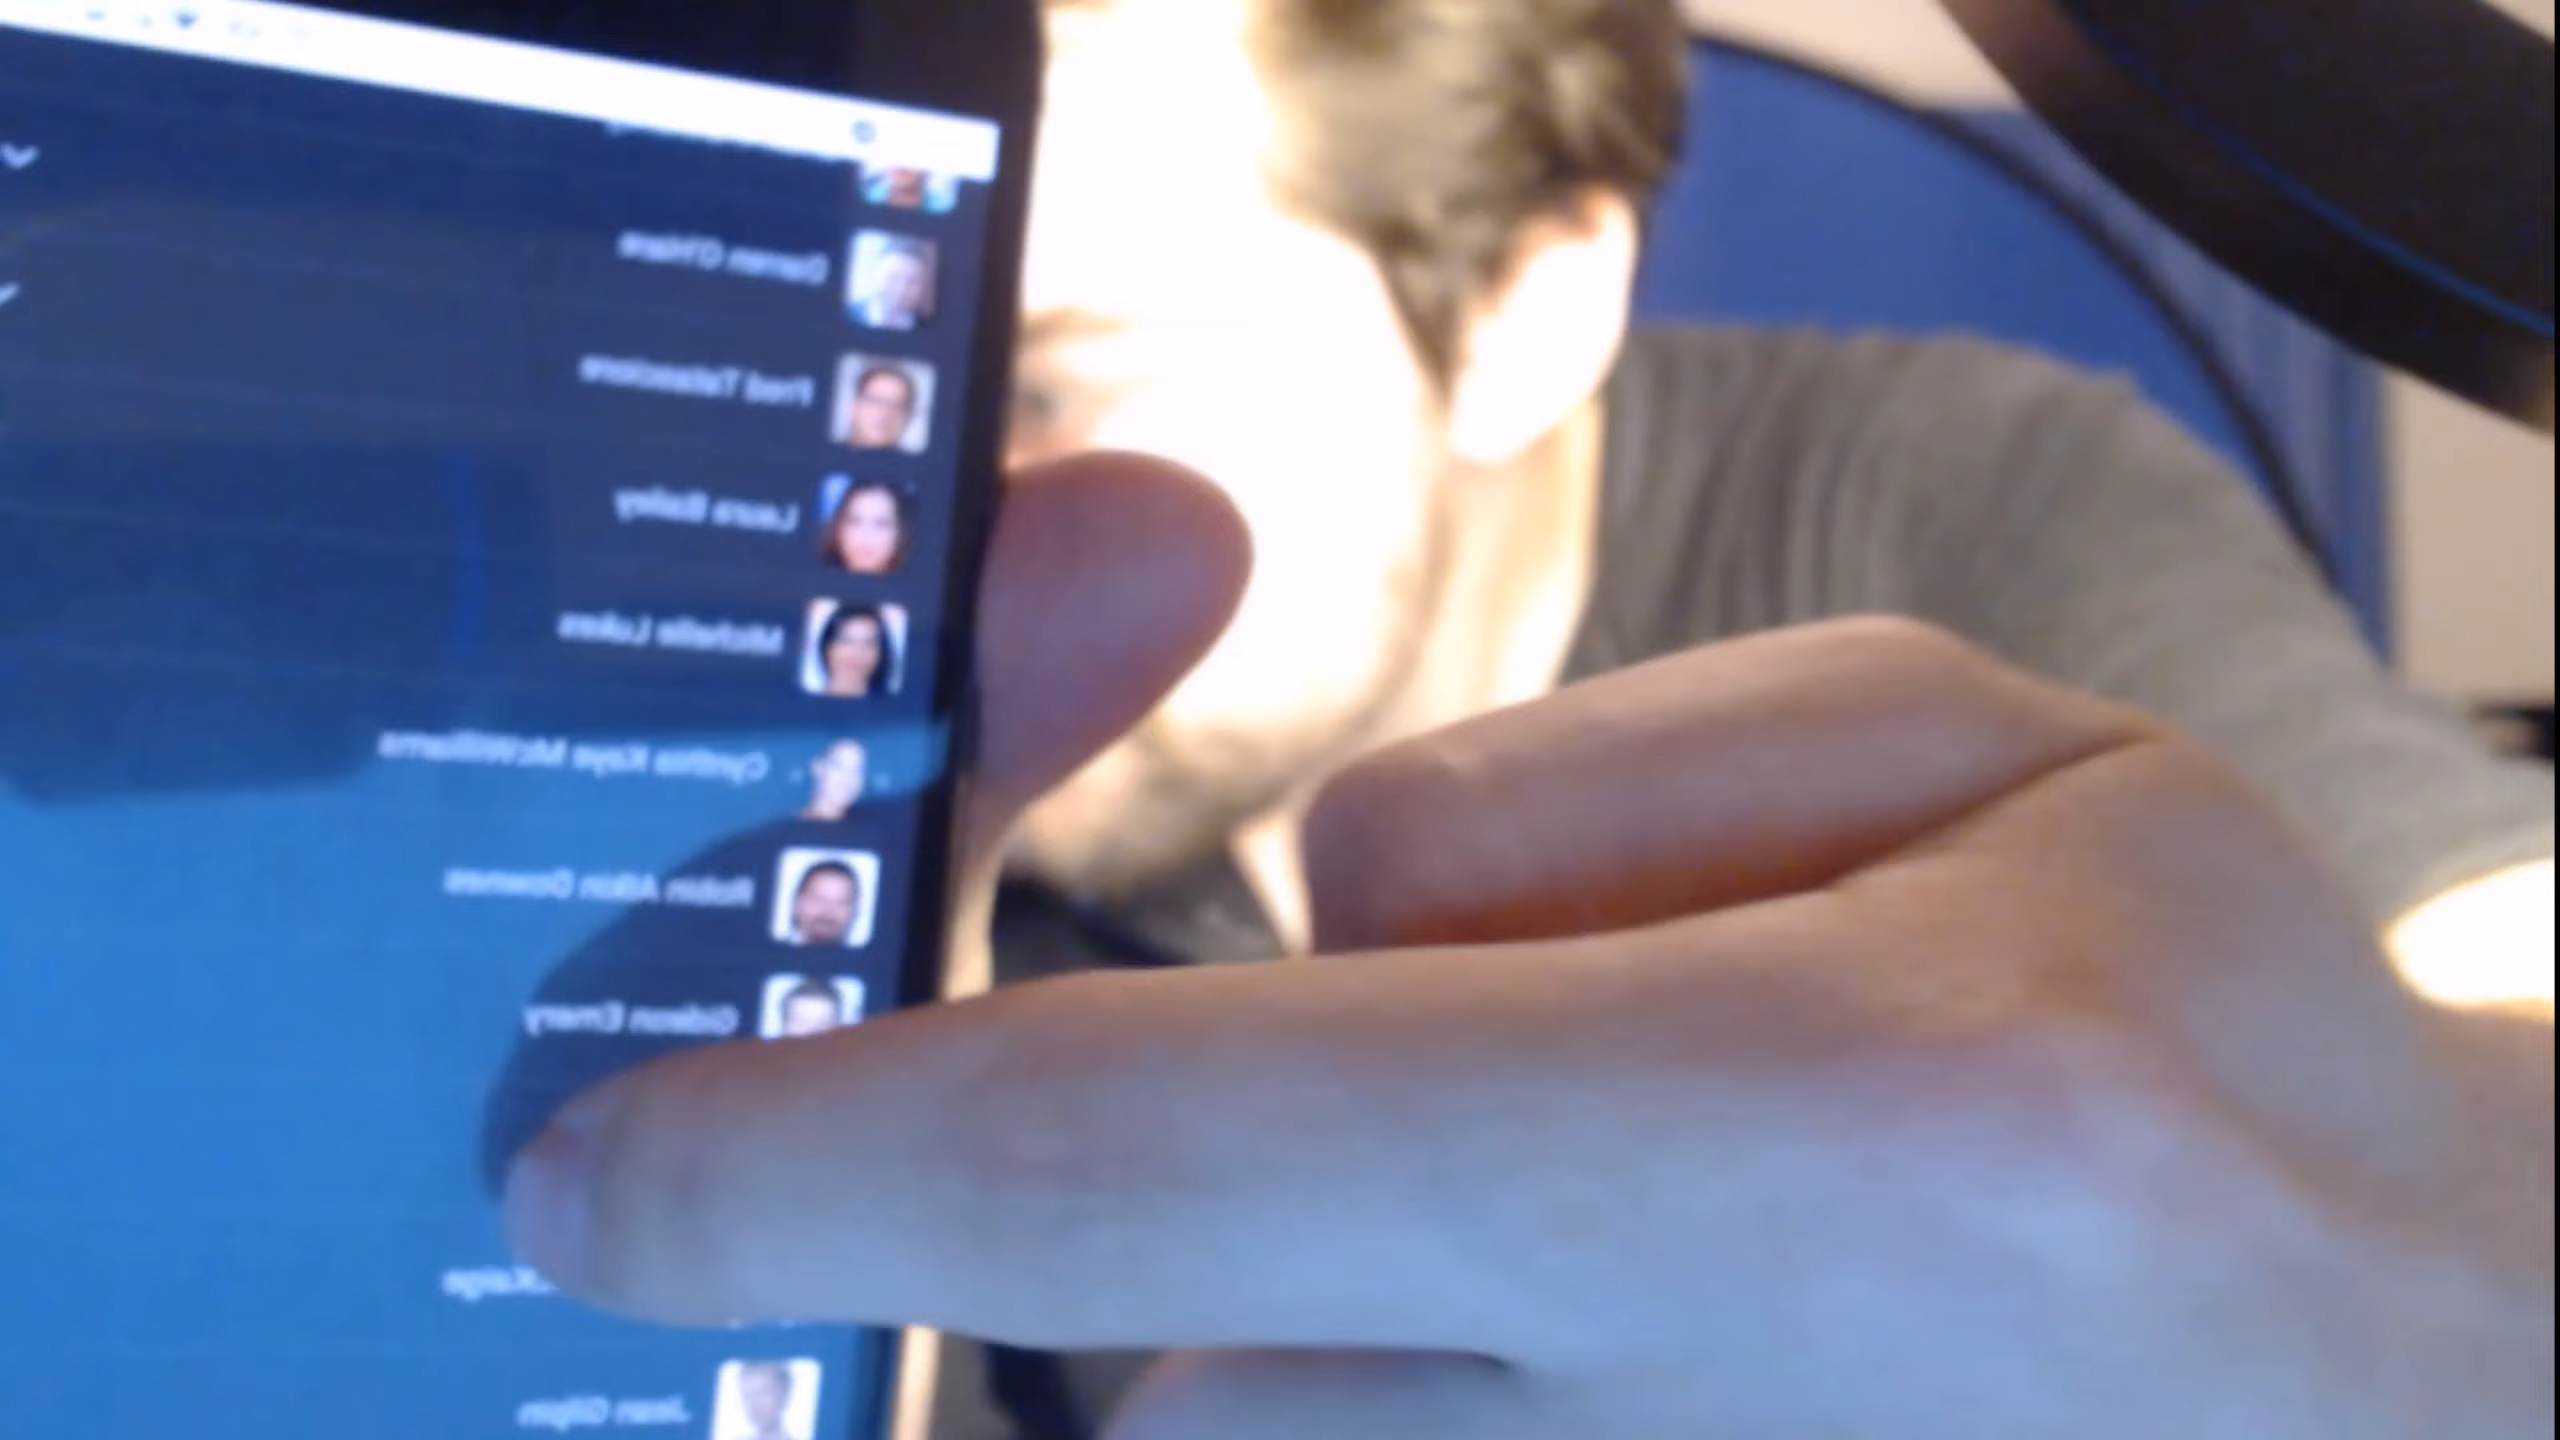 Darren O'Hare
Fred Tatasciore
Laura Bailey
Michelle Lukes
Cynthia Kaye McWilliams
Robin Atkin Downes
Gideon Emery
Jean Gilpin